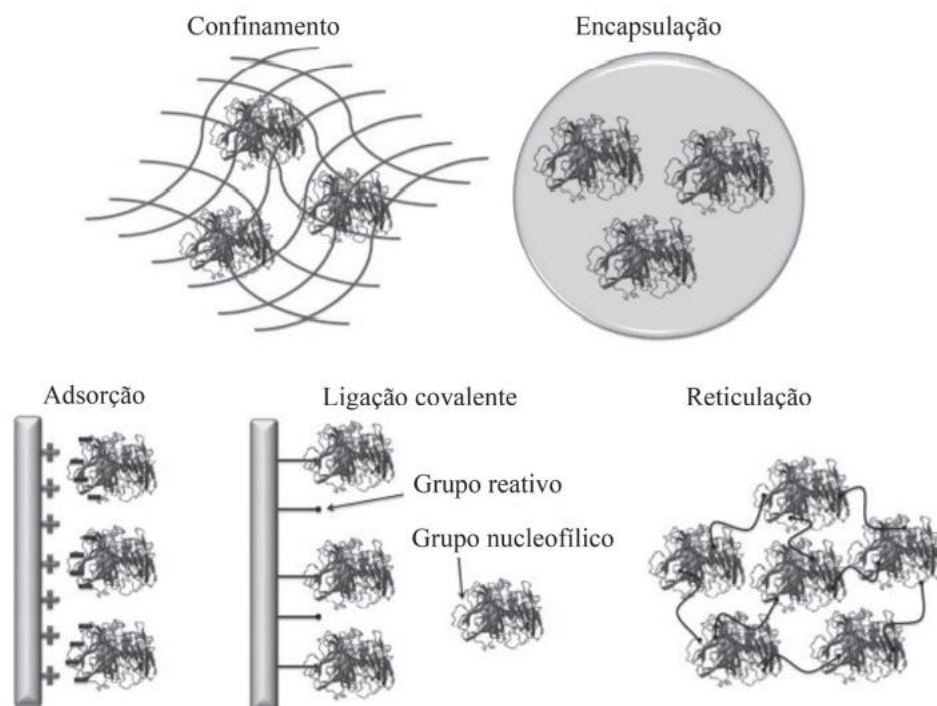 Confinamento
Encapsulação
Adsorção
Ligação covalente
Reticulação
Grupo reativo
Grupo nucleofílico